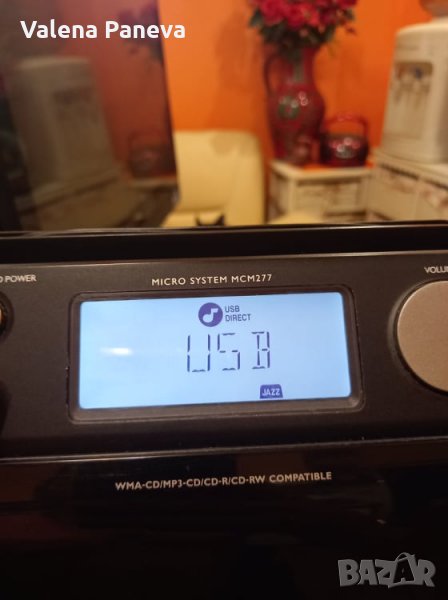 Valena Paneva
POWER
MICRO SYSTEM MCM277
USB
DIRECT
USB
JAZZ
WMA-CD/MP3-CD/CD-R/CD-RW COMPATIBLE
BAZAR